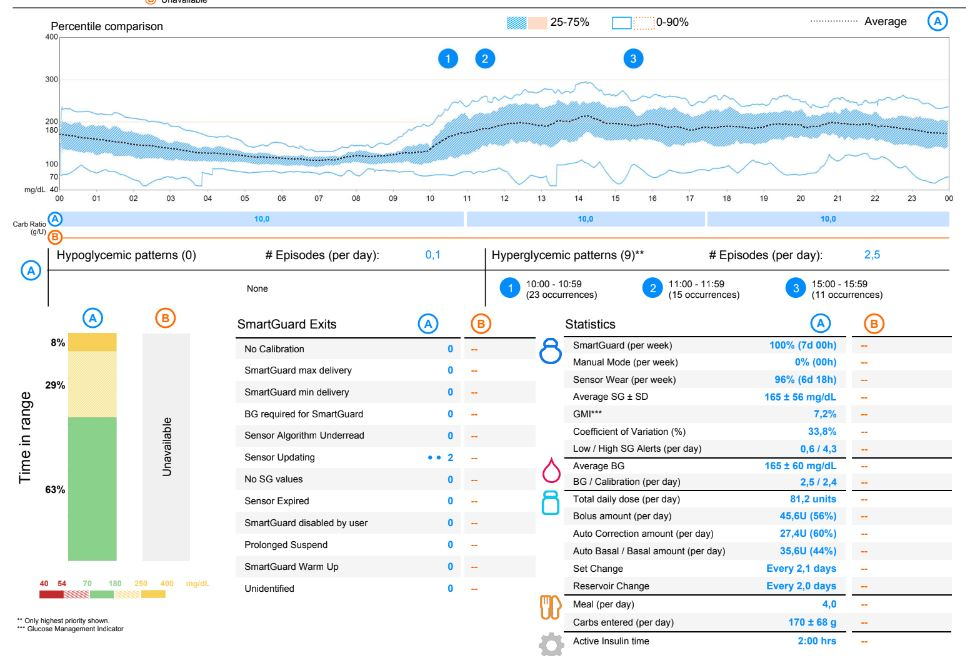 Unavailable
Percentile comparison
25-75%
0-90%
Average
A
400
300
200
180
100
70
mg/dL 40
1 2 3
00 01 02 03 04 05 06 07 08 09 10 11 12 13 14 15 16 17 18 19 20 21 22 23 00
Carb Ratio
(g/U)
A 10,0 10,0 10,0
B
A
Hypoglycemic patterns (0) # Episodes (per day): 0,1
None
Hyperglycemic patterns (9)** # Episodes (per day): 2,5
1 10:00 - 10:59
(23 occurrences)
2 11:00 - 11:59
(15 occurrences)
3 15:00 - 15:59
(11 occurrences)
Time in range
A B
8%
29%
63%
Unavailable
40 54 70 180 250 400 mg/dL
** Only highest priority shown.
*** Glucose Management Indicator
SmartGuard Exits A B
No Calibration 0 --
SmartGuard max delivery 0 --
SmartGuard min delivery 0 --
BG required for SmartGuard 0 --
Sensor Algorithm Underread 0 --
Sensor Updating 2 --
No SG values 0 --
Sensor Expired 0 --
SmartGuard disabled by user 0 --
Prolonged Suspend 0 --
SmartGuard Warm Up 0 --
Unidentified 0 --
Statistics A B
SmartGuard (per week) 100% (7d 00h) --
Manual Mode (per week) 0% (00h) --
Sensor Wear (per week) 96% (6d 18h) --
Average SG ± SD 165 ± 56 mg/dL --
GMI*** 7,2% --
Coefficient of Variation (%) 33,8% --
Low / High SG Alerts (per day) 0,6 / 4,3 --
Average BG 165 ± 60 mg/dL --
BG / Calibration (per day) 2,5 / 2,4 --
Total daily dose (per day) 81,2 units --
Bolus amount (per day) 45,6U (56%) --
Auto Correction amount (per day) 27,4U (60%) --
Auto Basal / Basal amount (per day) 35,6U (44%) --
Set Change Every 2,1 days --
Reservoir Change Every 2,0 days --
Meal (per day) 4,0 --
Carbs entered (per day) 170 ± 68 g --
Active Insulin time 2:00 hrs --